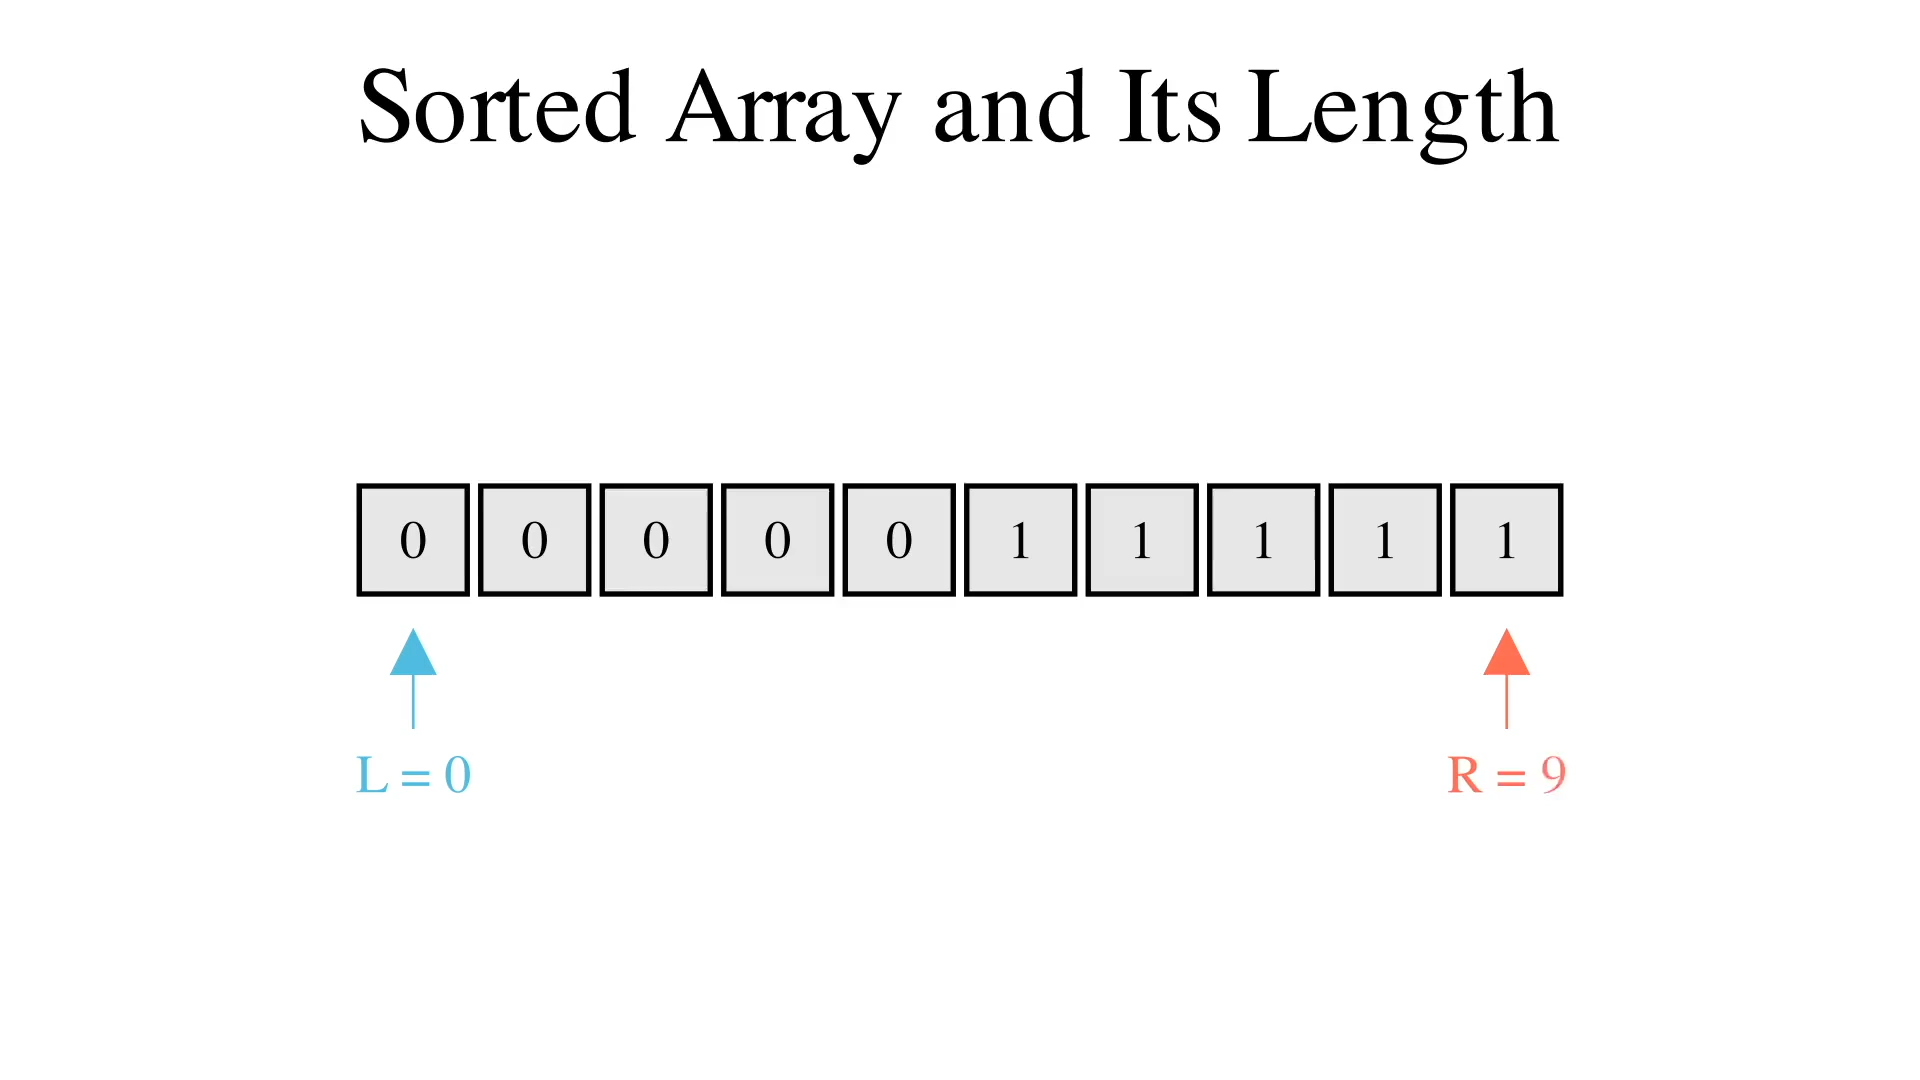 Sorted Array and Its Length
0 0 0 0 0 1 1 1 1 1
L = 0 R = 9